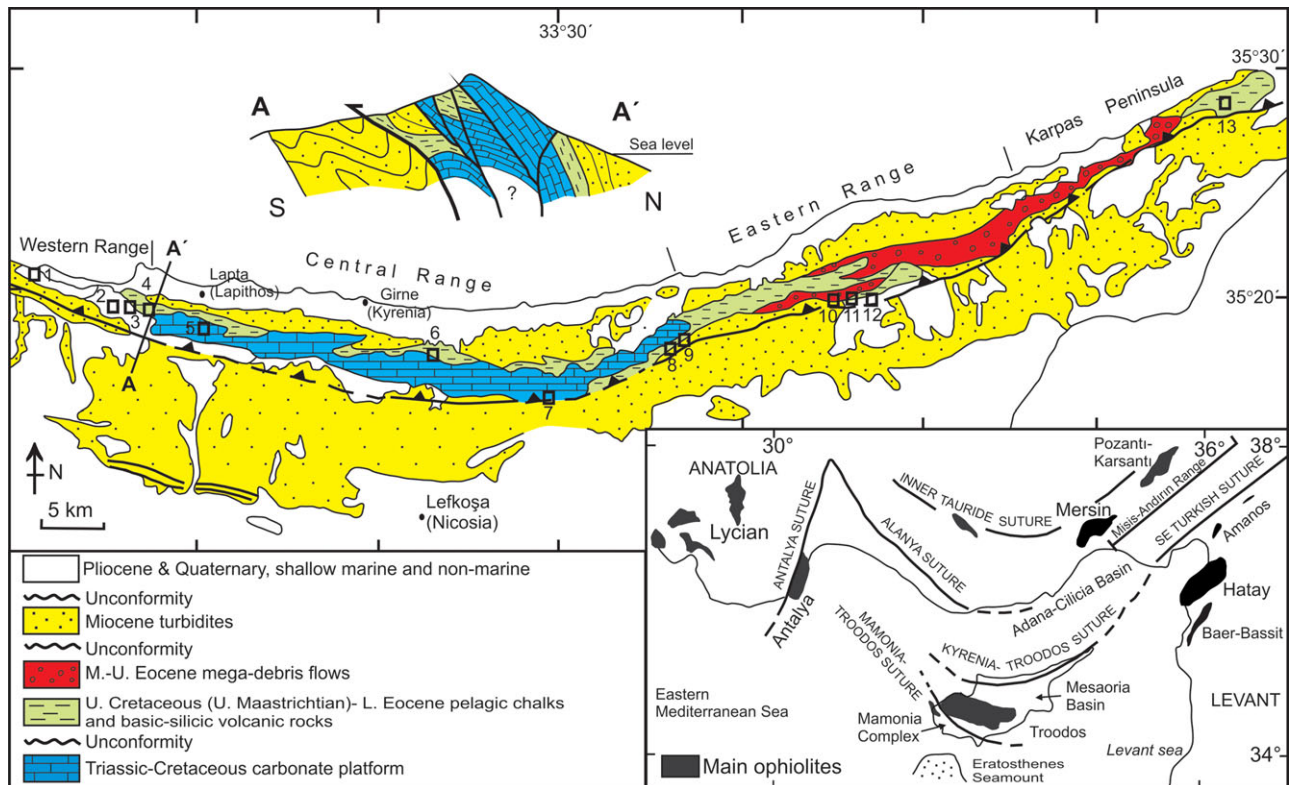 33°30´
35°30´
A
A´
Sea level
?
S
N
Karpas Peninsula
13
Eastern Range
Western Range
A´
Central Range
1
2
3
4
Lapta
(Lapithos)
Girne
(Kyrenia)
35°20´
5
6
10
11
12
8
9
A
7
N
5 km
Lefkoşa
(Nicosia)
Pliocene & Quaternary, shallow marine and non-marine
Unconformity
Miocene turbidites
Unconformity
M.-U. Eocene mega-debris flows
U. Cretaceous (U. Maastrichtian)- L. Eocene pelagic chalks
and basic-silicic volcanic rocks
Unconformity
Triassic-Cretaceous carbonate platform
30°
36°
38°
ANATOLIA
Lycian
Pozantı-
Karsantı
INNER TAURIDE SUTURE
Mersin
Misis-Andırın Range
SE TURKISH SUTURE
Amanos
ANTALYA SUTURE
ALANYA SUTURE
Hatay
Adana-Cilicia Basin
Antalya
Baer-Bassit
MAMONIA-
TROODOS SUTURE
KYRENIA- TROODOS SUTURE
Mesaoria
Basin
LEVANT
Eastern
Mediterranean Sea
Mamonia
Complex
Troodos
Levant sea
34°
Main ophiolites
Eratosthenes
Seamount